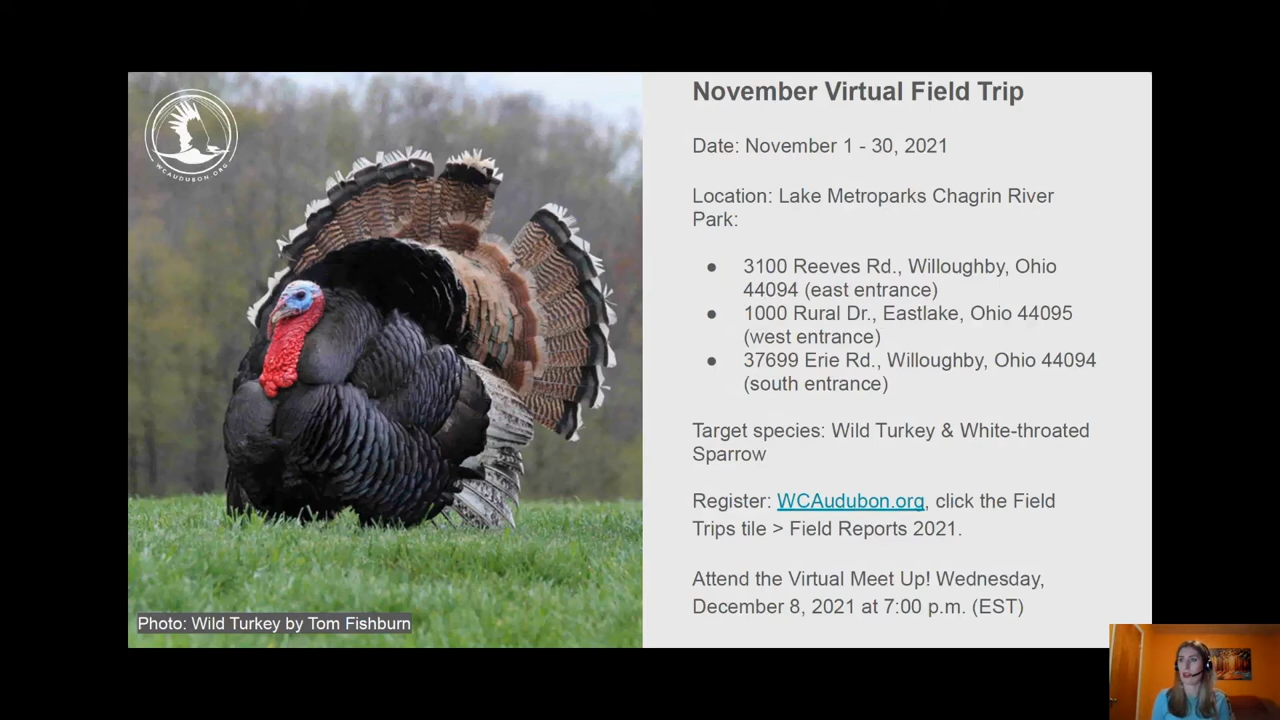 WCAUDUBON.ORG
November Virtual Field Trip
Date: November 1 - 30, 2021
Location: Lake Metroparks Chagrin River
Park:
● 3100 Reeves Rd., Willoughby, Ohio
44094 (east entrance)
● 1000 Rural Dr., Eastlake, Ohio 44095
(west entrance)
● 37699 Erie Rd., Willoughby, Ohio 44094
(south entrance)
Target species: Wild Turkey & White-throated
Sparrow
Register: WCAudubon.org, click the Field
Trips tile > Field Reports 2021.
Attend the Virtual Meet Up! Wednesday,
December 8, 2021 at 7:00 p.m. (EST)
Photo: Wild Turkey by Tom Fishburn